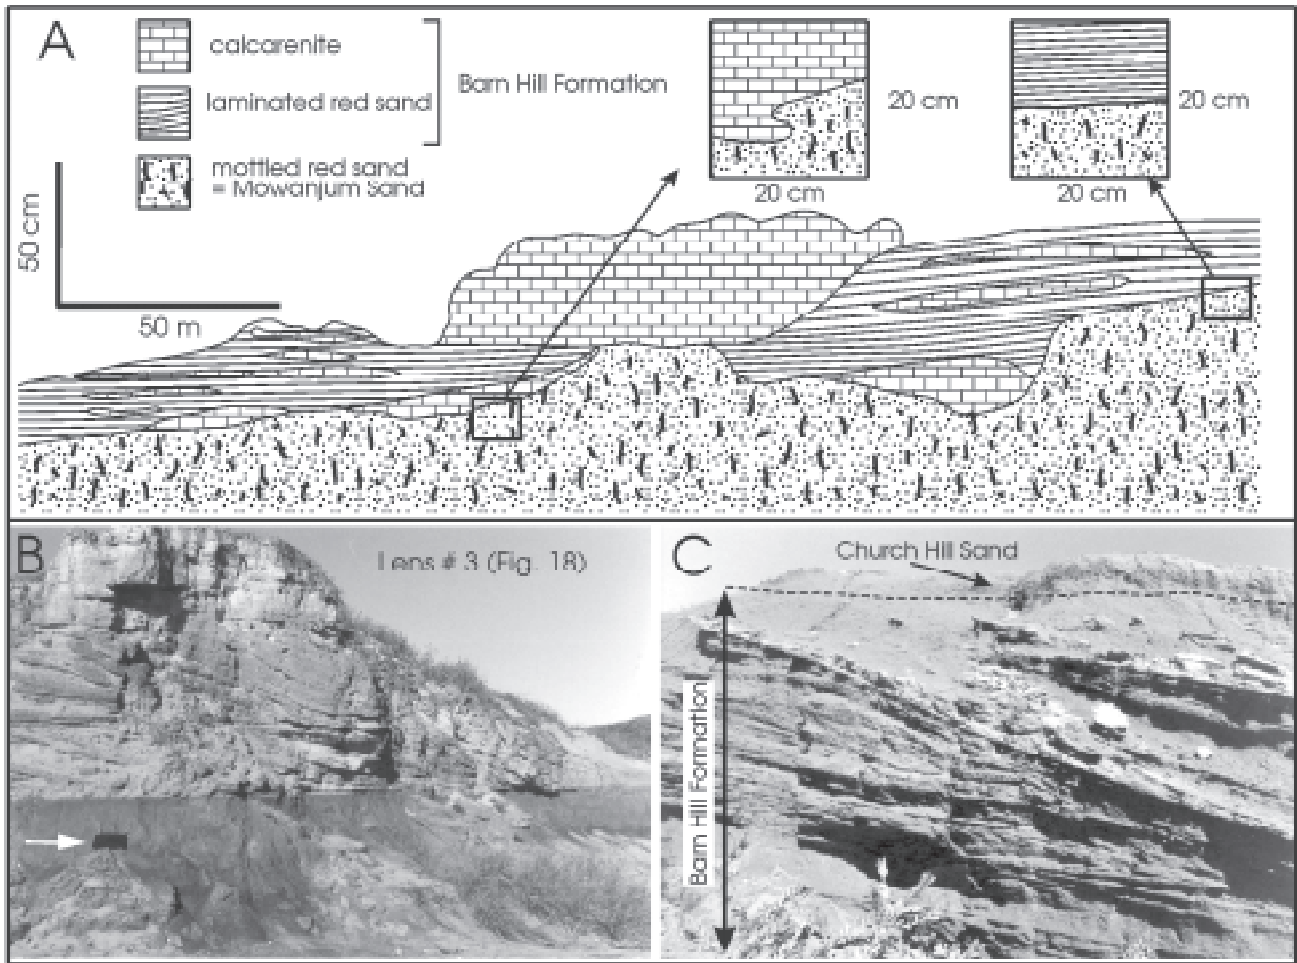 A
calcarenite
laminated red sand
Barn Hill Formation
mottled red sand
= Mowanjum Sand
50 cm
50 m
20 cm
20 cm
20 cm
20 cm
B
Lens # 3 (Fig. 18)
C
Church Hill Sand
Barn Hill Formation